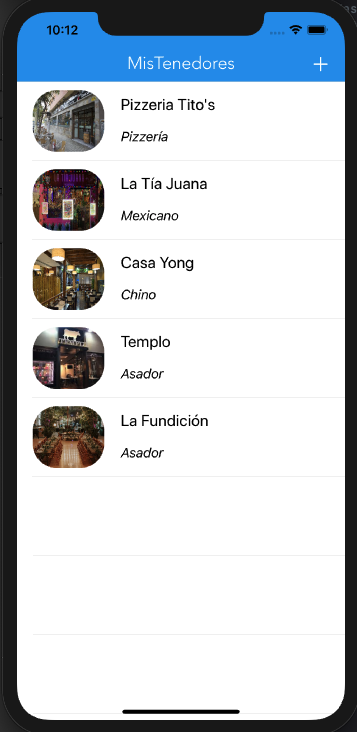 10:12
MisTenedores
+
Pizzeria Tito's
Pizzería
La Tía Juana
Mexicano
Casa Yong
Chino
Templo
Asador
La Fundición
Asador